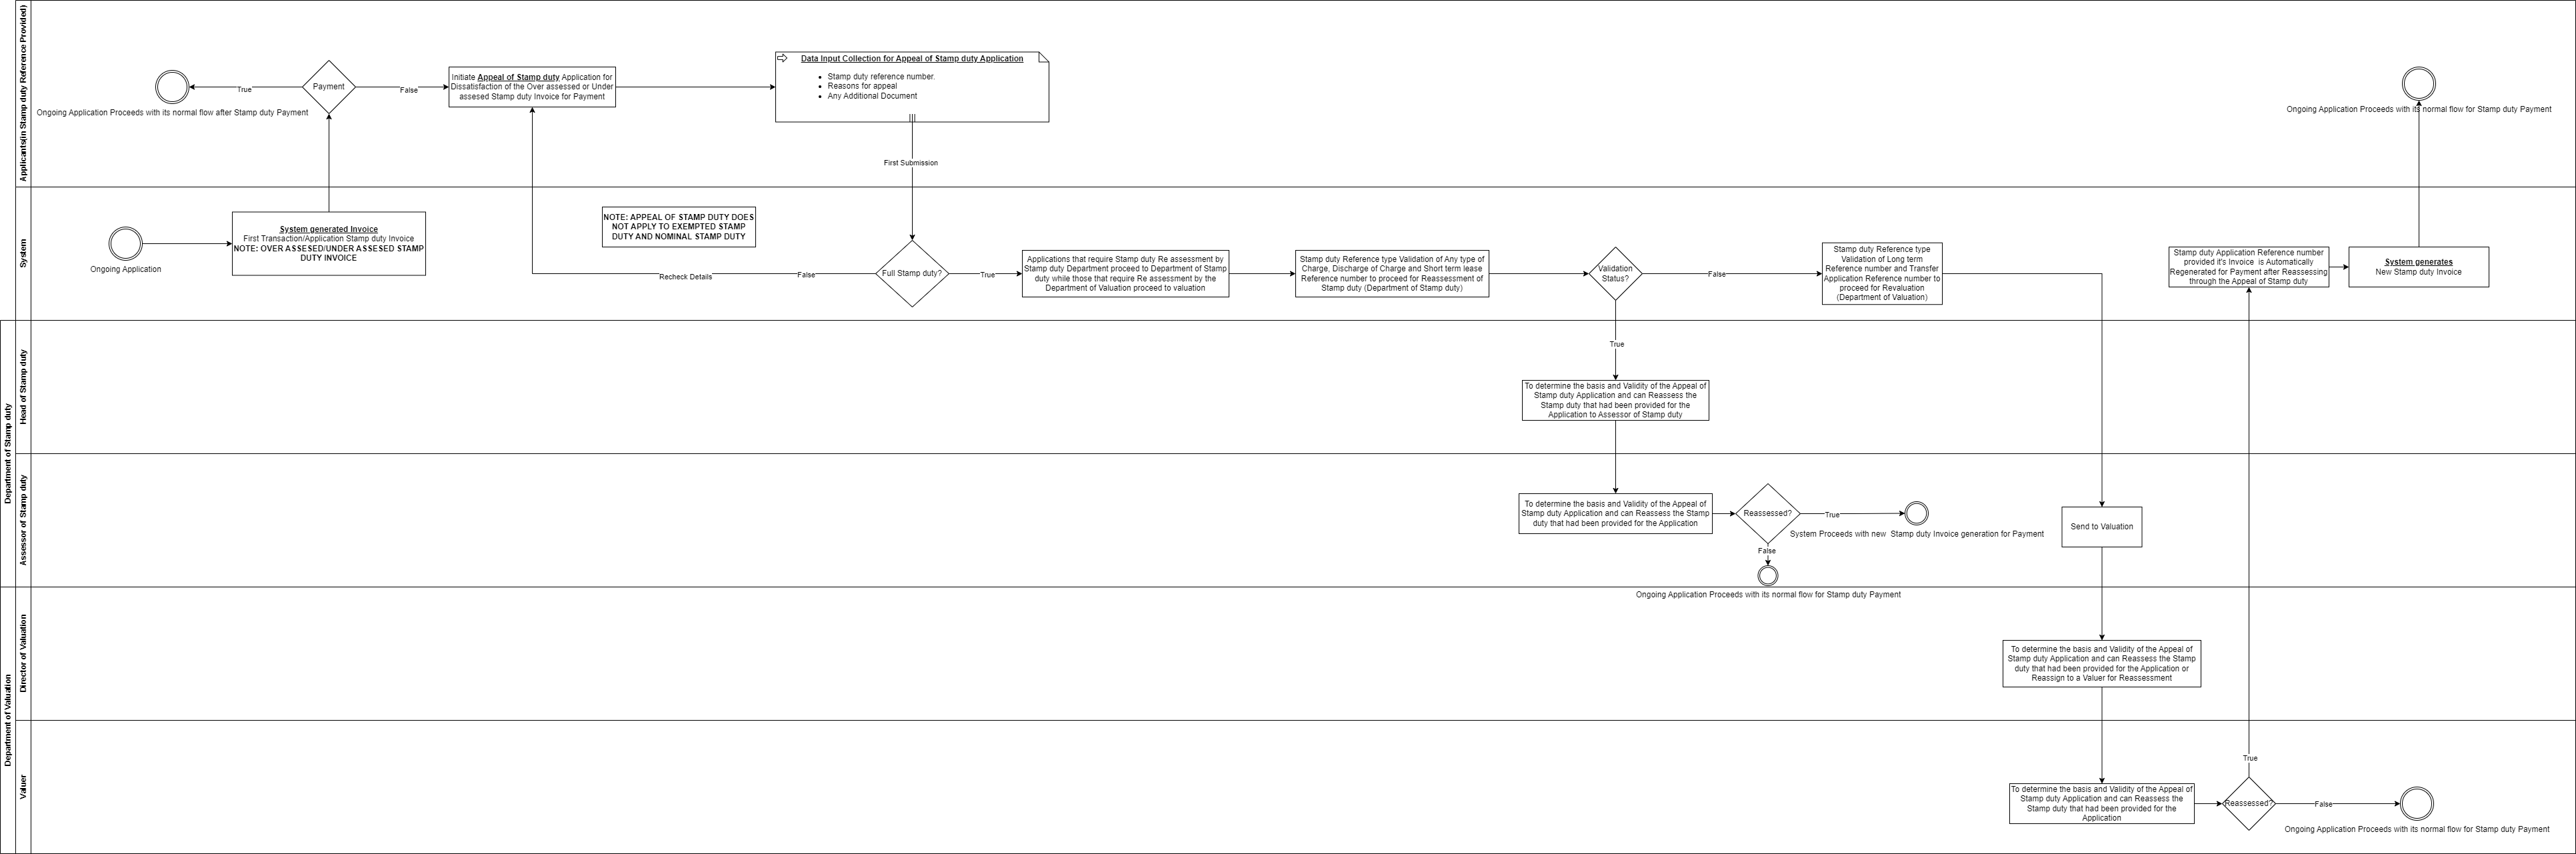 Applicants(in Stamp duty Reference Provided)
Ongoing Application Proceeds with its normal flow after Stamp duty Payment
True
Payment
False
Initiate Appeal of Stamp duty Application for
Dissatisfaction of the Over assessed or Under
assesed Stamp duty Invoice for Payment
Data Input Collection for Appeal of Stamp duty Application
• Stamp duty reference number.
• Reasons for appeal
• Any Additional Document
First Submission
Ongoing Application Proceeds with its normal flow for Stamp duty Payment
System
Ongoing Application
System generated Invoice
First Transaction/Application Stamp duty Invoice
NOTE: OVER ASSESED/UNDER ASSESED STAMP
DUTY INVOICE
NOTE: APPEAL OF STAMP DUTY DOES
NOT APPLY TO EXEMPTED STAMP
DUTY AND NOMINAL STAMP DUTY
Recheck Details
False
Full Stamp duty?
True
Applications that require Stamp duty Re assessment by
Stamp duty Department proceed to Department of Stamp
duty while those that require Re assessment by the
Department of Valuation proceed to valuation
Stamp duty Reference type Validation of Any type of
Charge, Discharge of Charge and Short term lease
Reference number to proceed for Reassessment of
Stamp duty (Department of Stamp duty)
Validation
Status?
False
Stamp duty Reference type
Validation of Long term
Reference number and Transfer
Application Reference number to
proceed for Revaluation
(Department of Valuation)
Stamp duty Application Reference number
provided it's Invoice is Automatically
Regenerated for Payment after Reassessing
through the Appeal of Stamp duty
System generates
New Stamp duty Invoice
Department of Stamp duty
Head of Stamp duty
True
To determine the basis and Validity of the Appeal of
Stamp duty Application and can Reassess the
Stamp duty that had been provided for the
Application to Assessor of Stamp duty
Assessor of Stamp duty
To determine the basis and Validity of the Appeal of
Stamp duty Application and can Reassess the Stamp
duty that had been provided for the Application
Reassessed?
True
System Proceeds with new Stamp duty Invoice generation for Payment
False
Ongoing Application Proceeds with its normal flow for Stamp duty Payment
Send to Valuation
Department of Valuation
Director of Valuation
To determine the basis and Validity of the Appeal of
Stamp duty Application and can Reassess the Stamp
duty that had been provided for the Application or
Reassign to a Valuer for Reassessment
Valuer
To determine the basis and Validity of the Appeal of
Stamp duty Application and can Reassess the
Stamp duty that had been provided for the
Application
True
Reassessed?
False
Ongoing Application Proceeds with its normal flow for Stamp duty Payment